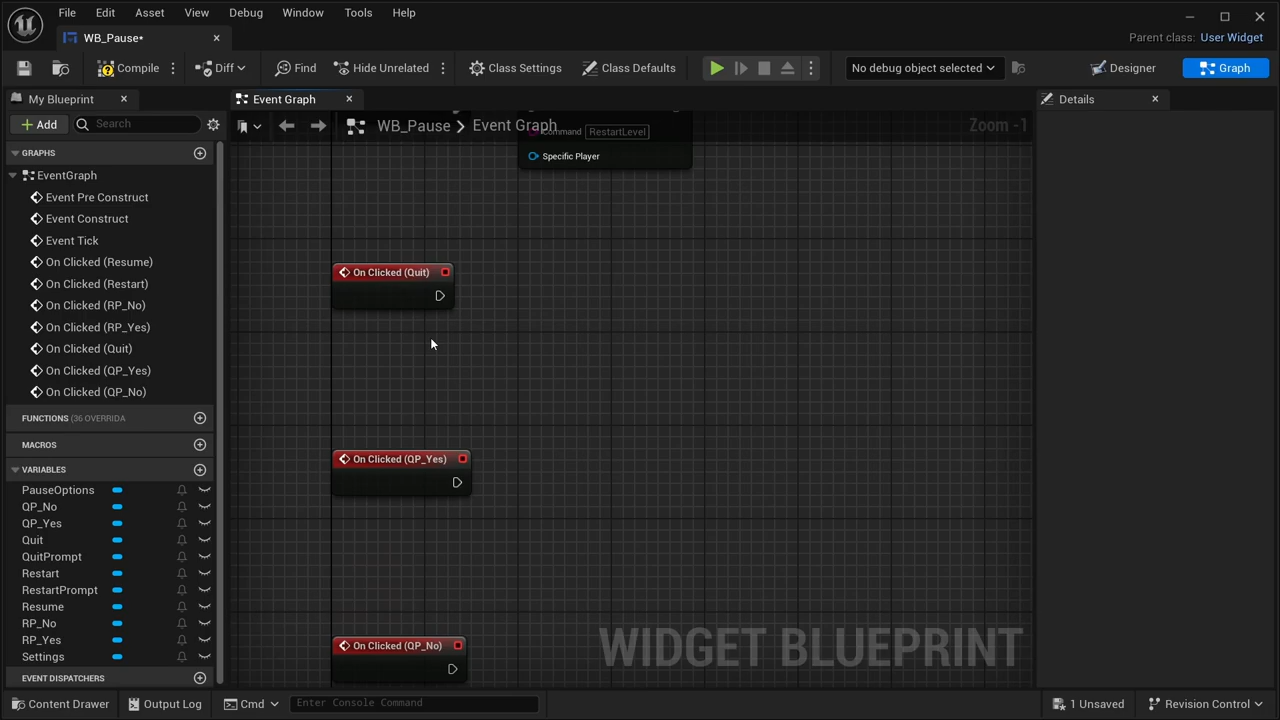 File Edit Asset View Debug Window Tools Help
WB_Pause*
Parent class: User Widget
Compile
Diff
Find
Hide Unrelated
Class Settings
Class Defaults
No debug object selected
Designer
Graph
My Blueprint
Event Graph
Details
Add
Search
WB_Pause > Event Graph
Zoom -1
Command RestartLevel
Specific Player
GRAPHS
EventGraph
Event Pre Construct
Event Construct
Event Tick
On Clicked (Resume)
On Clicked (Restart)
On Clicked (RP_No)
On Clicked (RP_Yes)
On Clicked (Quit)
On Clicked (QP_Yes)
On Clicked (QP_No)
FUNCTIONS (36 OVERRIDA
MACROS
VARIABLES
PauseOptions
QP_No
QP_Yes
Quit
QuitPrompt
Restart
RestartPrompt
Resume
RP_No
RP_Yes
Settings
EVENT DISPATCHERS
On Clicked (Quit)
On Clicked (QP_Yes)
On Clicked (QP_No)
WIDGET BLUEPRINT
Content Drawer
Output Log
Cmd
Enter Console Command
1 Unsaved
Revision Control